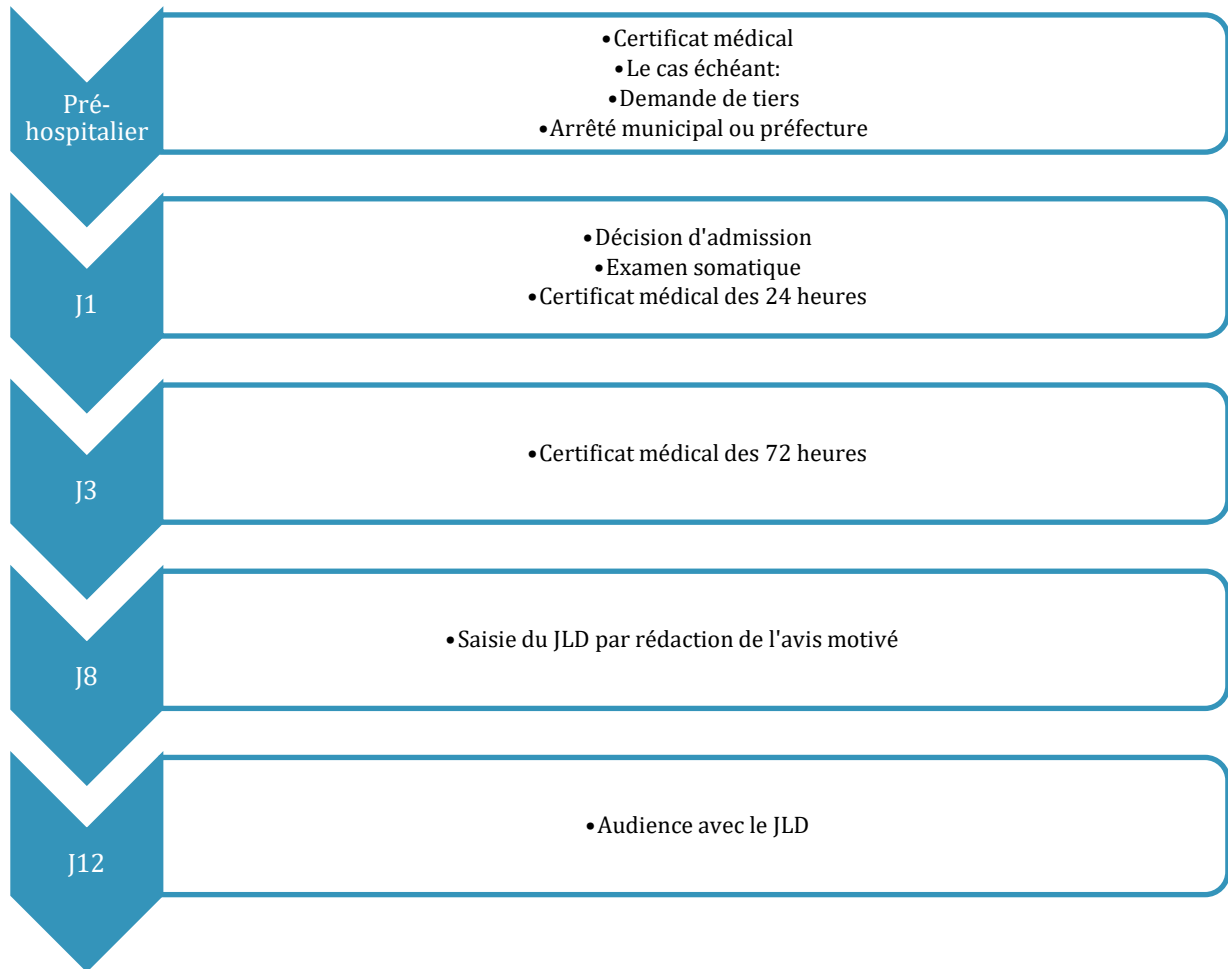 Pré-
hospitalier
•Certificat médical
•Le cas échéant:
•Demande de tiers
•Arrêté municipal ou préfecture
J1
•Décision d'admission
•Examen somatique
•Certificat médical des 24 heures
J3
•Certificat médical des 72 heures
J8
•Saisie du JLD par rédaction de l'avis motivé
J12
•Audience avec le JLD